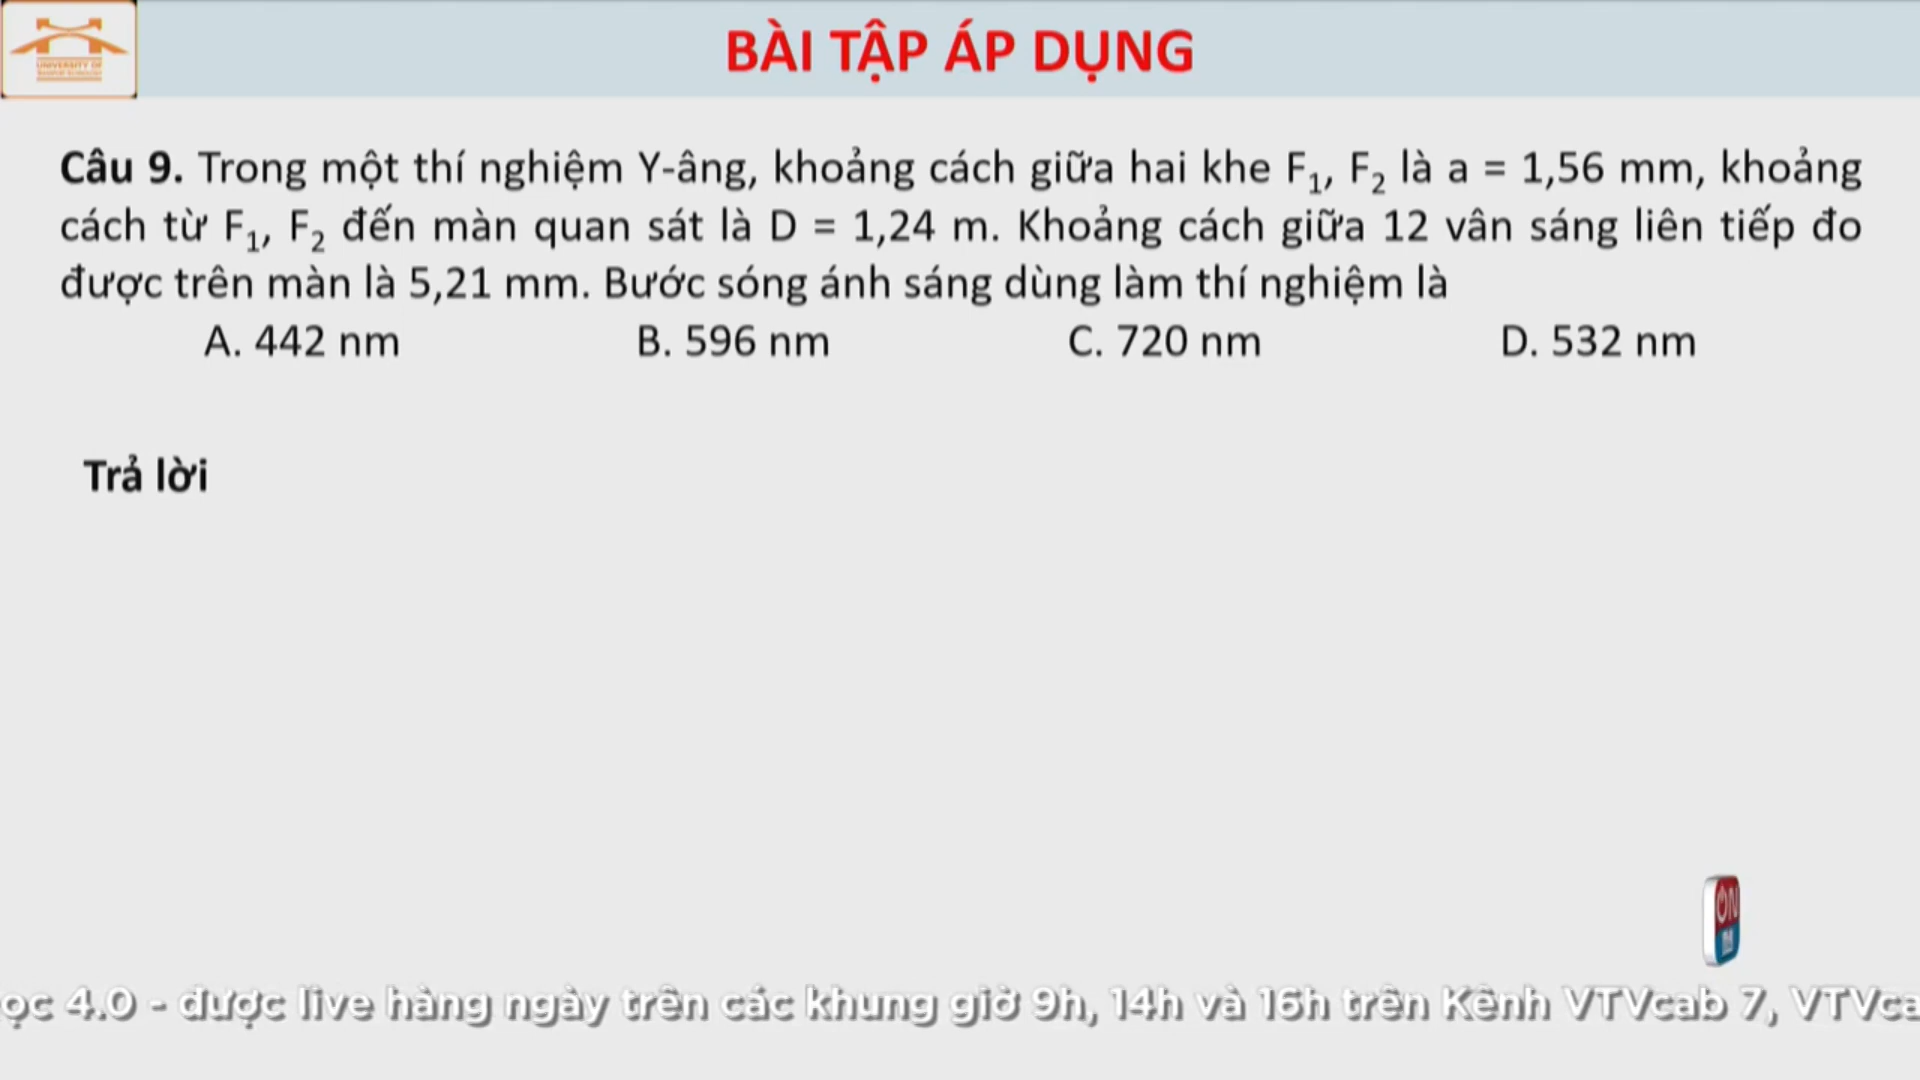 BÀI TẬP ÁP DỤNG
UNIVERSITY OF
Câu 9. Trong một thí nghiệm Y-âng, khoảng cách giữa hai khe F₁, F₂ là a = 1,56 mm, khoảng
cách từ F₁, F₂ đến màn quan sát là D = 1,24 m. Khoảng cách giữa 12 vân sáng liên tiếp đo
được trên màn là 5,21 mm. Bước sóng ánh sáng dùng làm thí nghiệm là
A. 442 nm B. 596 nm C. 720 nm D. 532 nm
Trả lời
ON
ọc 4.0 - được live hàng ngày trên các khung giờ 9h, 14h và 16h trên Kênh VTVcab 7, VTVca